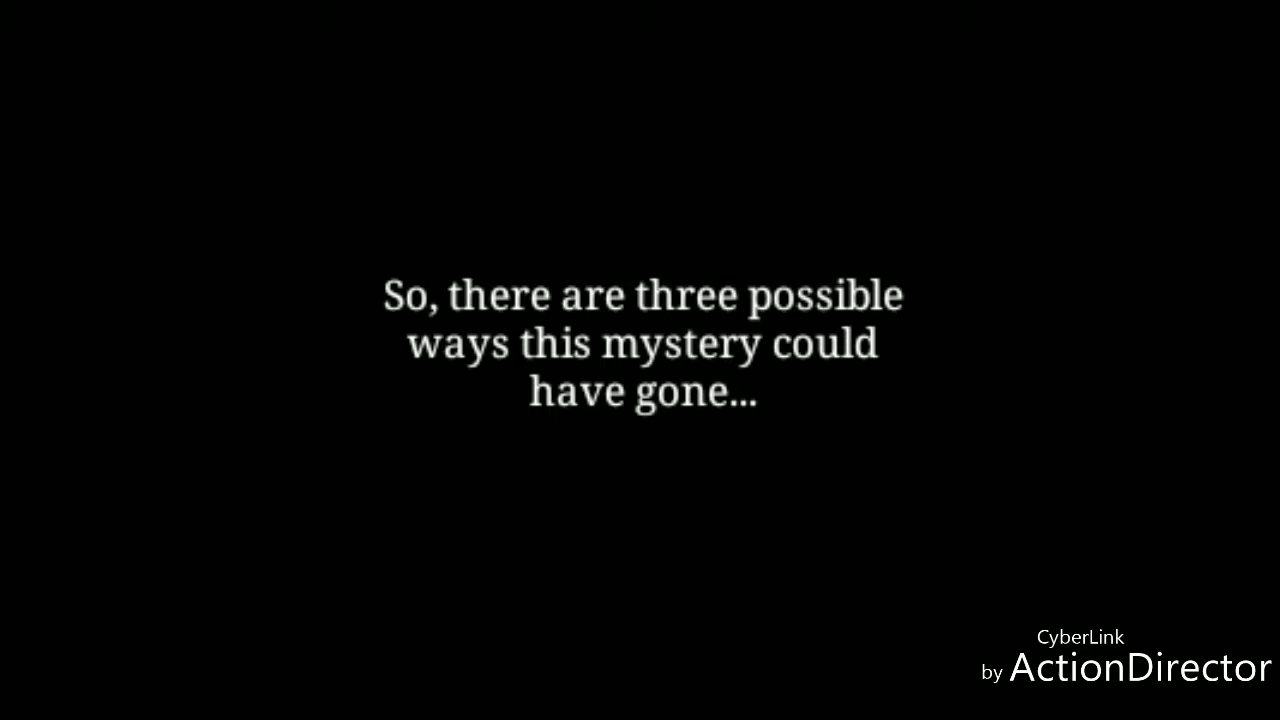 So, there are three possible
ways this mystery could
have gone...
CyberLink
by ActionDirector